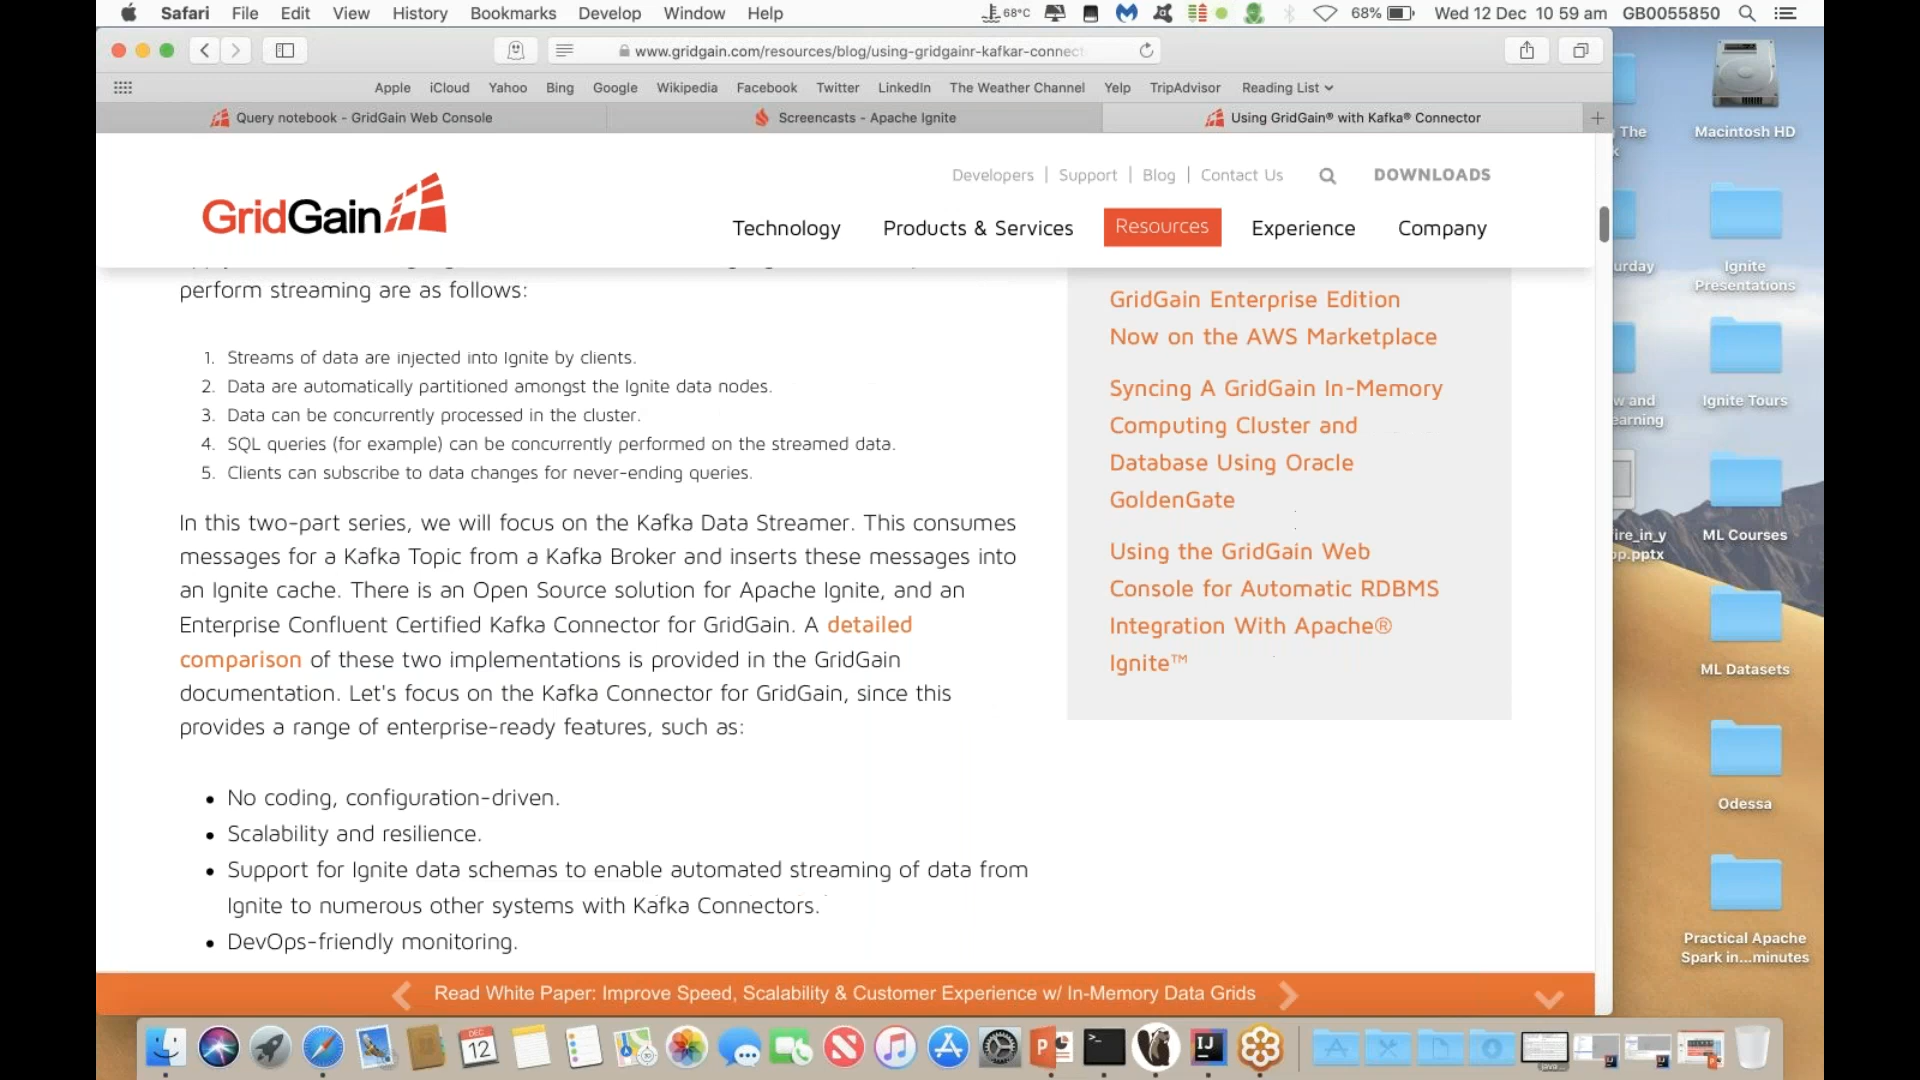 Safari File Edit View History Bookmarks Develop Window Help 68°C 68% Wed 12 Dec 10 59 am GB0055850
www.gridgain.com/resources/blog/using-gridgainr-kafkar-connect
Apple iCloud Yahoo Bing Google Wikipedia Facebook Twitter LinkedIn The Weather Channel Yelp TripAdvisor Reading List
Query notebook - GridGain Web Console Screencasts - Apache Ignite Using GridGain® with Kafka® Connector
Developers | Support | Blog | Contact Us DOWNLOADS
GridGain
Technology Products & Services Resources Experience Company
perform streaming are as follows:
1. Streams of data are injected into Ignite by clients.
2. Data are automatically partitioned amongst the Ignite data nodes.
3. Data can be concurrently processed in the cluster.
4. SQL queries (for example) can be concurrently performed on the streamed data.
5. Clients can subscribe to data changes for never-ending queries.
In this two-part series, we will focus on the Kafka Data Streamer. This consumes
messages for a Kafka Topic from a Kafka Broker and inserts these messages into
an Ignite cache. There is an Open Source solution for Apache Ignite, and an
Enterprise Confluent Certified Kafka Connector for GridGain. A detailed
comparison of these two implementations is provided in the GridGain
documentation. Let's focus on the Kafka Connector for GridGain, since this
provides a range of enterprise-ready features, such as:
• No coding, configuration-driven.
• Scalability and resilience.
• Support for Ignite data schemas to enable automated streaming of data from
Ignite to numerous other systems with Kafka Connectors.
• DevOps-friendly monitoring.
GridGain Enterprise Edition
Now on the AWS Marketplace
Syncing A GridGain In-Memory
Computing Cluster and
Database Using Oracle
GoldenGate
Using the GridGain Web
Console for Automatic RDBMS
Integration With Apache®
Ignite™
Read White Paper: Improve Speed, Scalability & Customer Experience w/ In-Memory Data Grids
The
Macintosh HD
urday
Ignite
Presentations
w and
earning
Ignite Tours
ire_in_y
op.pptx
ML Courses
ML Datasets
Odessa
Practical Apache
Spark in...minutes
DEC
12
IJ